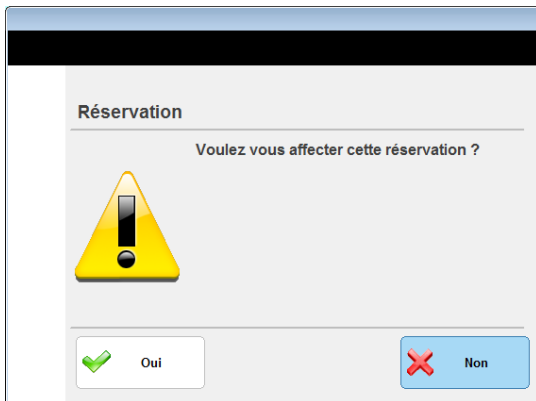 Réservation
Voulez vous affecter cette réservation ?
Oui
Non